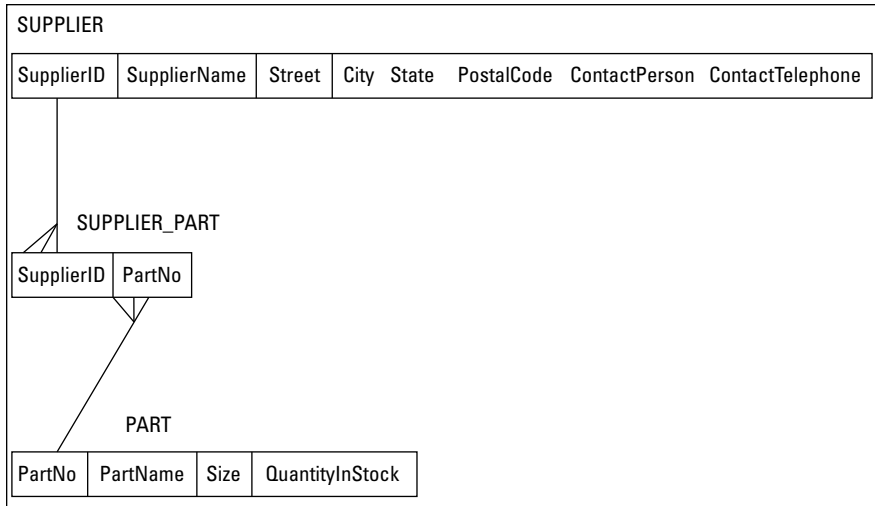 SUPPLIER
SupplierID SupplierName Street City State PostalCode ContactPerson ContactTelephone
SUPPLIER_PART
SupplierID PartNo
PART
PartNo PartName Size QuantityInStock